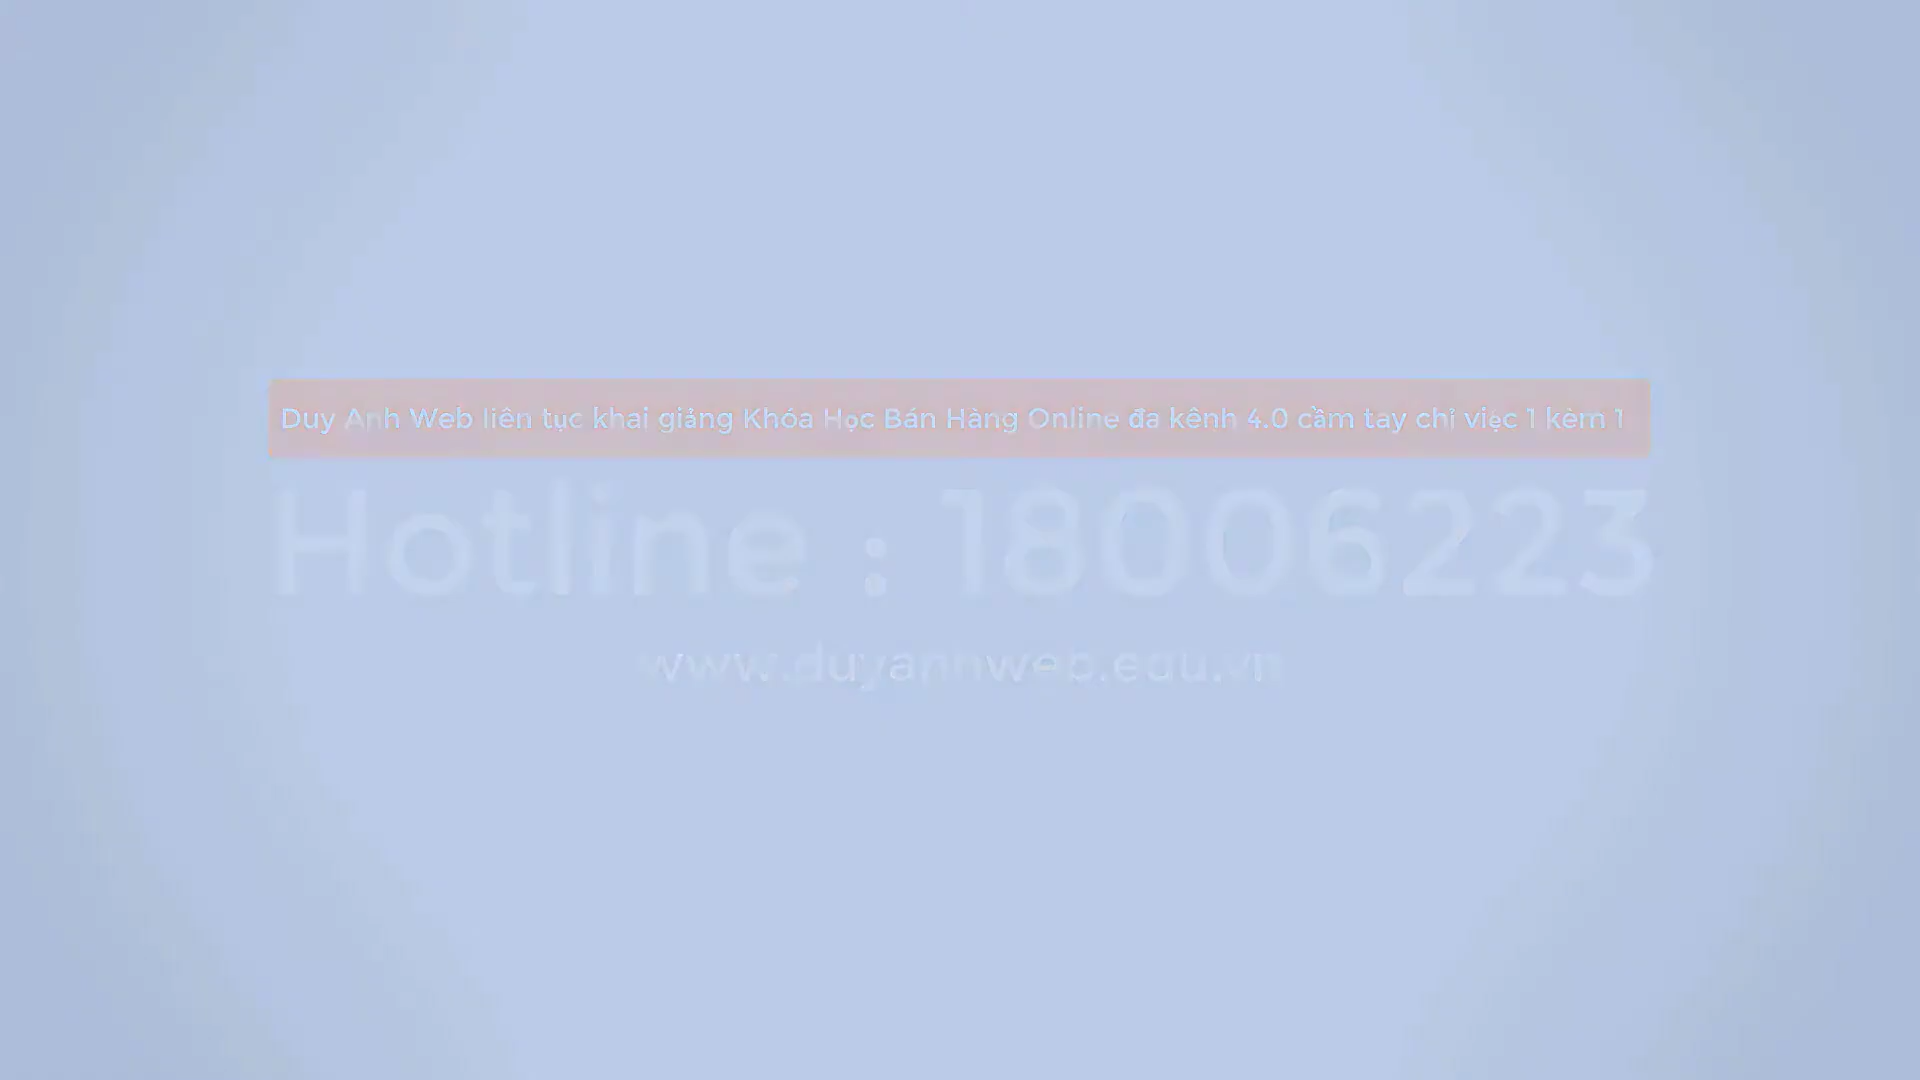 Duy Anh Web liên tục khai giảng Khóa Học Bán Hàng Online đa kênh 4.0 cầm tay chỉ việc 1 kèm 1
Hotline : 18006223
www.duyanhweb.edu.vn